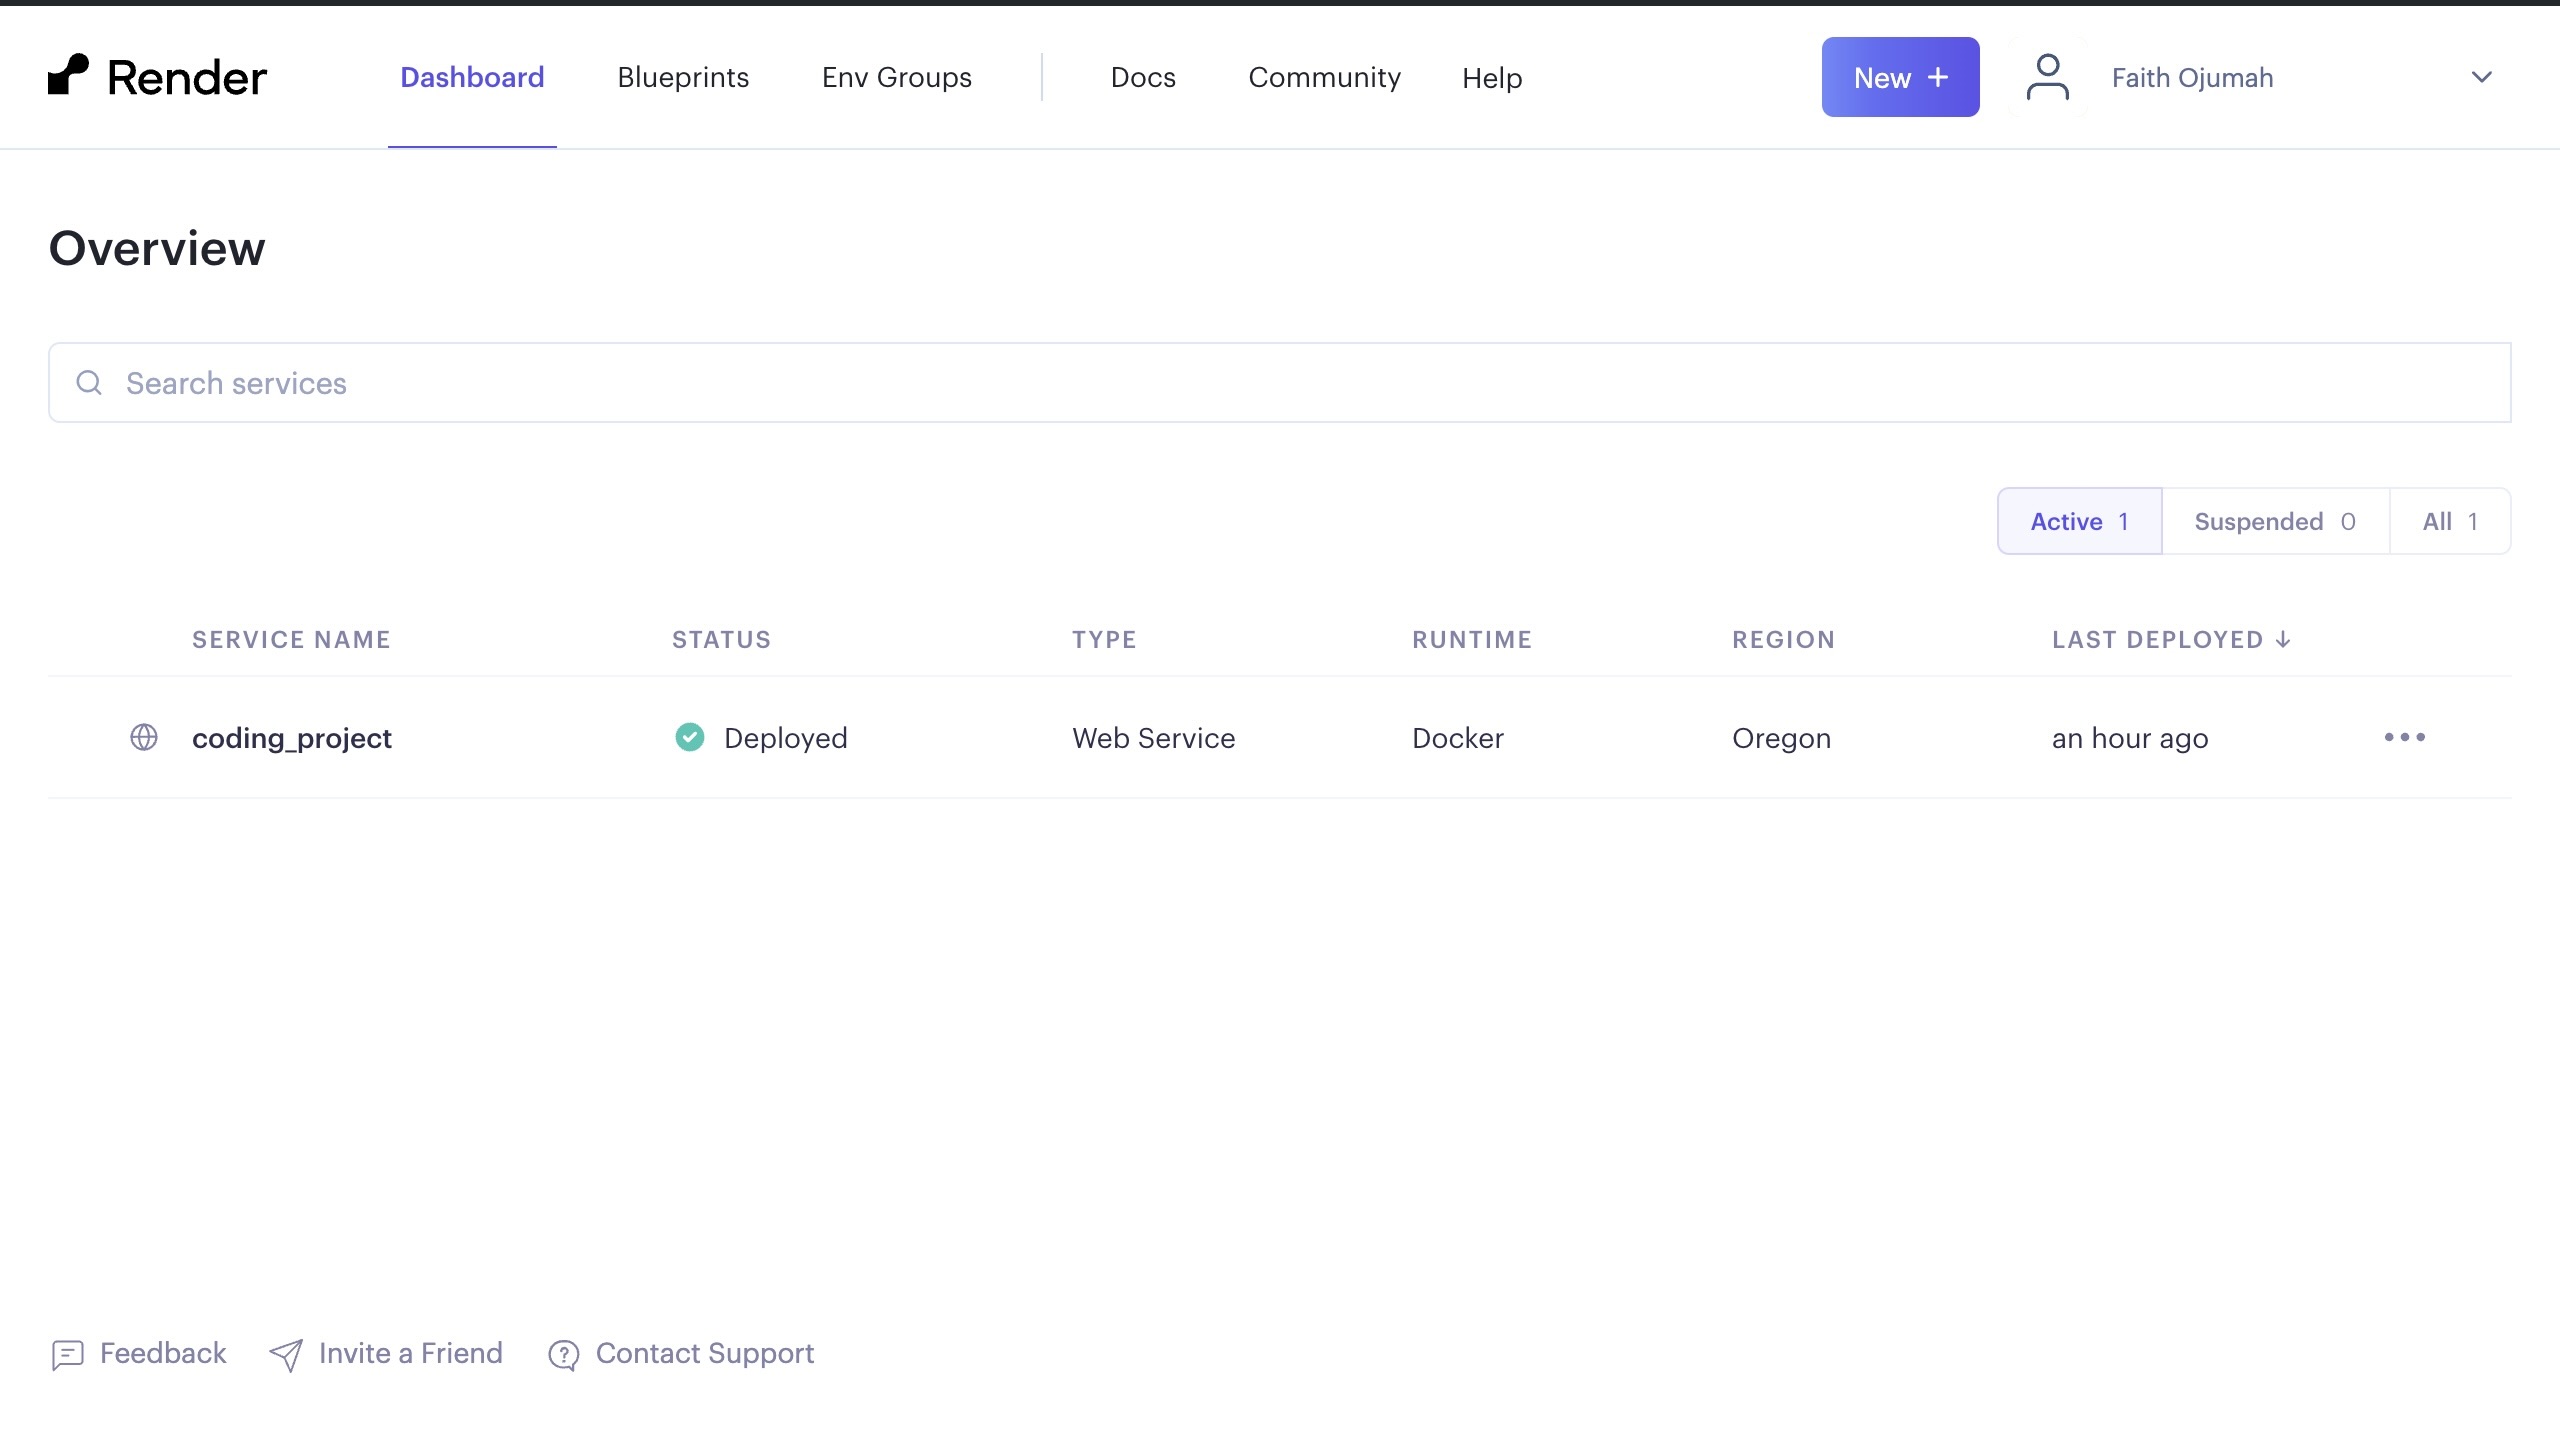 Render Dashboard Blueprints Env Groups Docs Community Help New + Faith Ojumah
Overview
Search services
Active 1 Suspended 0 All 1
SERVICE NAME STATUS TYPE RUNTIME REGION LAST DEPLOYED ↓
coding_project Deployed Web Service Docker Oregon an hour ago
Feedback Invite a Friend Contact Support